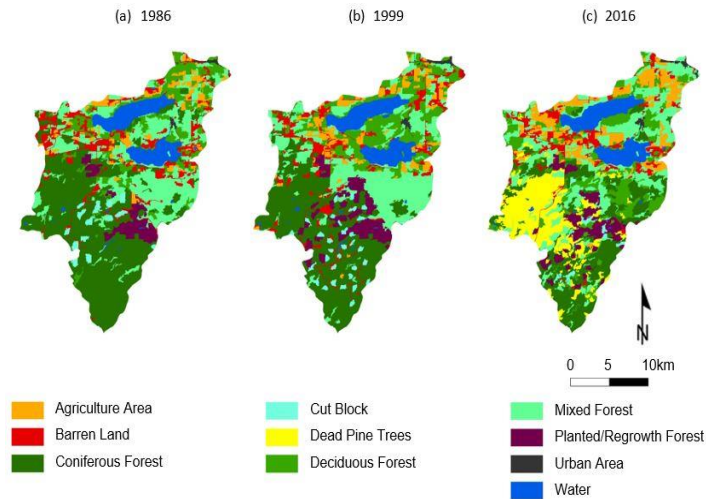 (a) 1986
(b) 1999
(c) 2016
N
0 5 10km
Agriculture Area
Barren Land
Coniferous Forest
Cut Block
Dead Pine Trees
Deciduous Forest
Mixed Forest
Planted/Regrowth Forest
Urban Area
Water